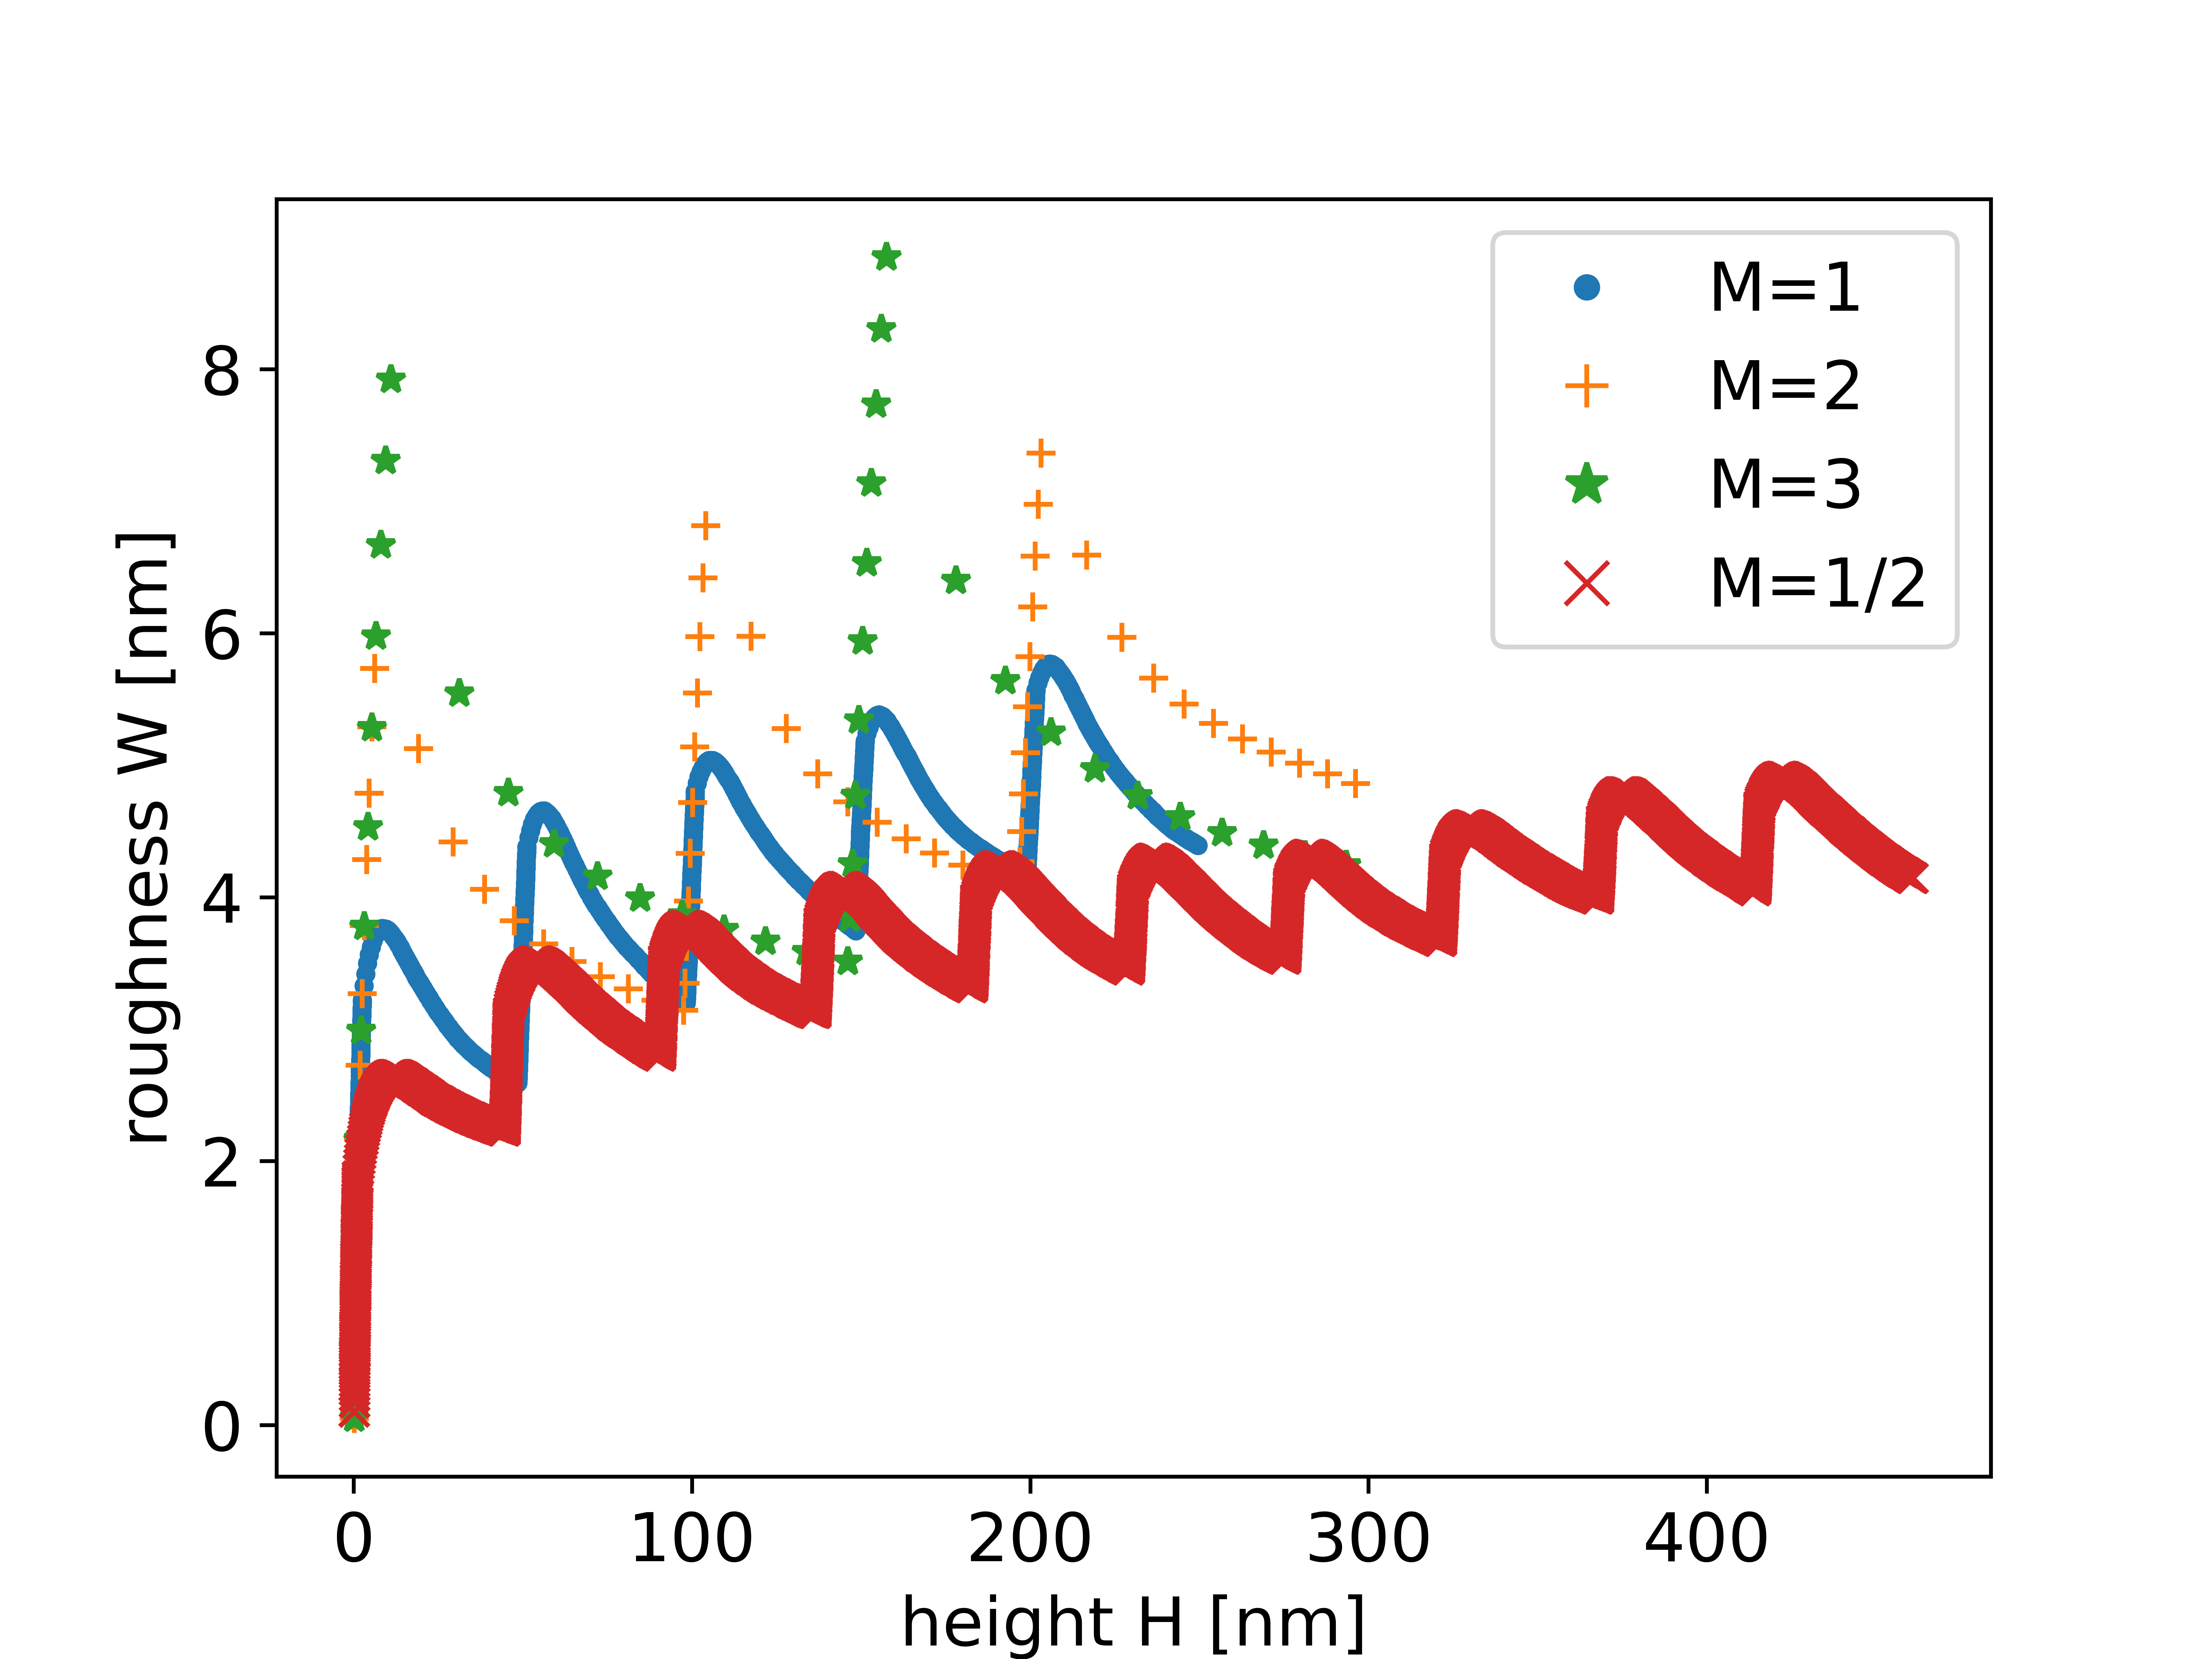 M=1
M=2
M=3
M=1/2
roughness W [nm]
8
6
4
2
0
0 100 200 300 400
height H [nm]